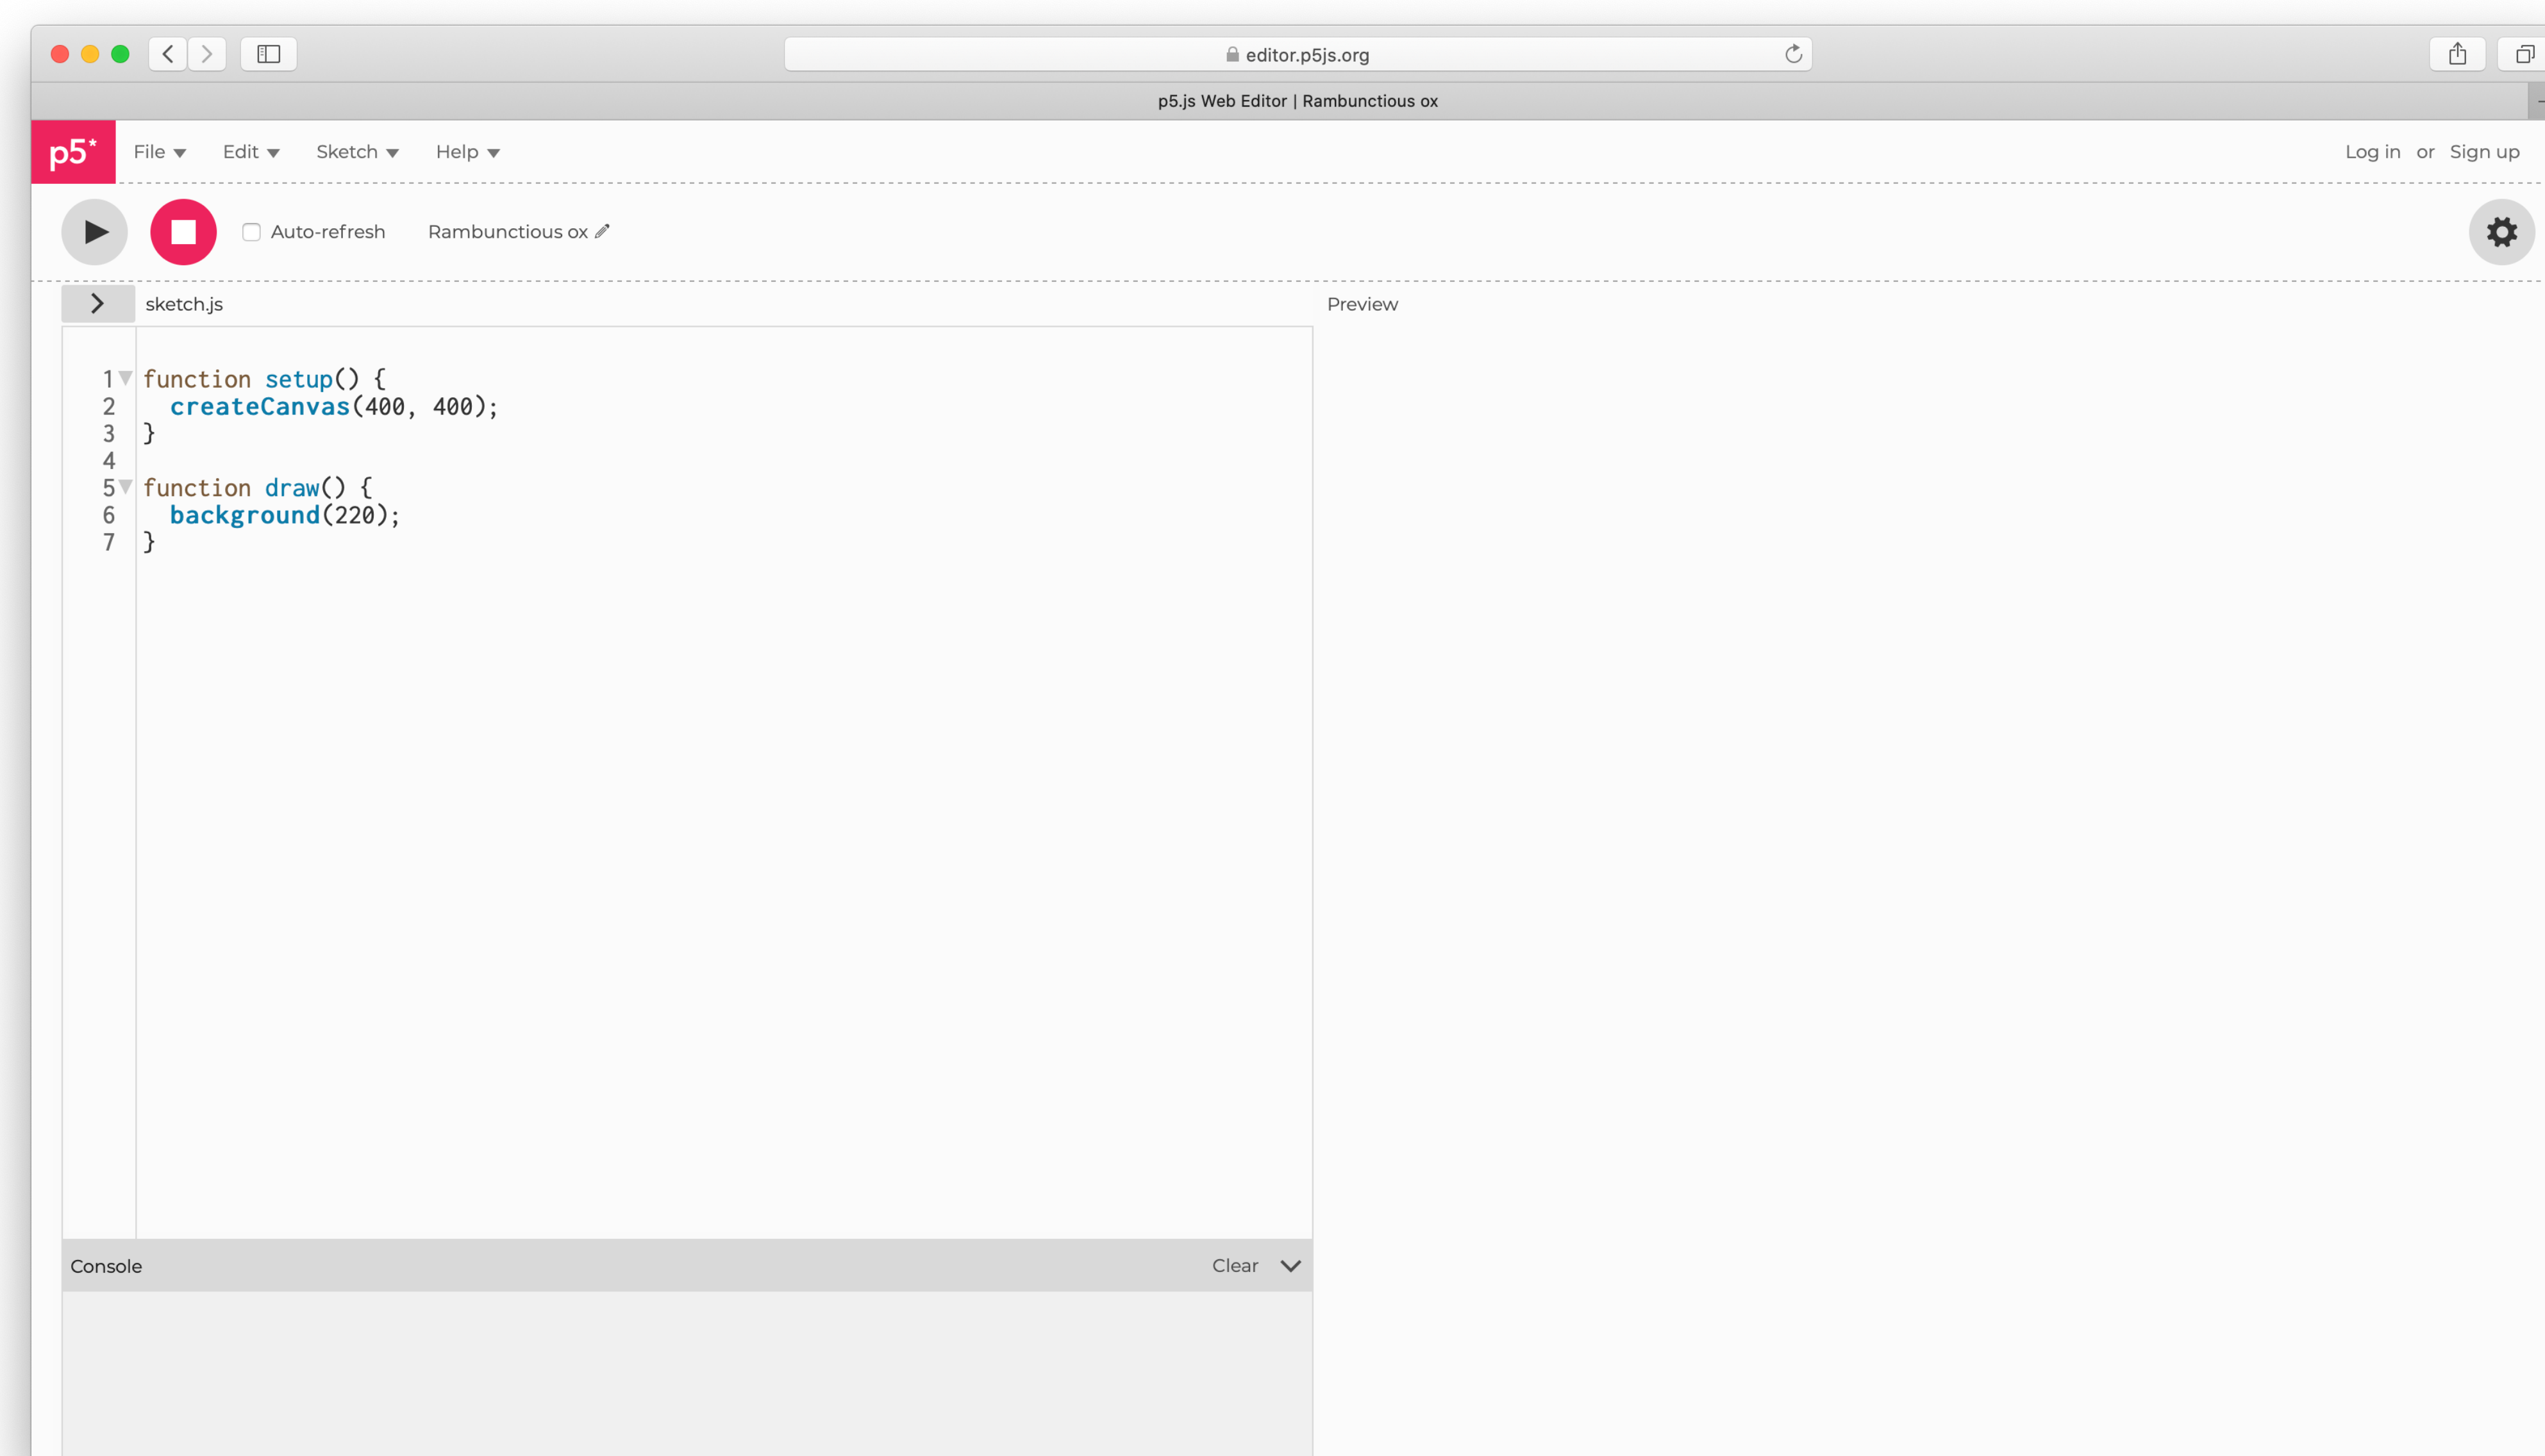 editor.p5js.org
p5.js Web Editor | Rambunctious ox
p5* File Edit Sketch Help Log in or Sign up
Auto-refresh Rambunctious ox
sketch.js Preview
1 function setup() {
2   createCanvas(400, 400);
3 }
4
5 function draw() {
6   background(220);
7 }
Console Clear